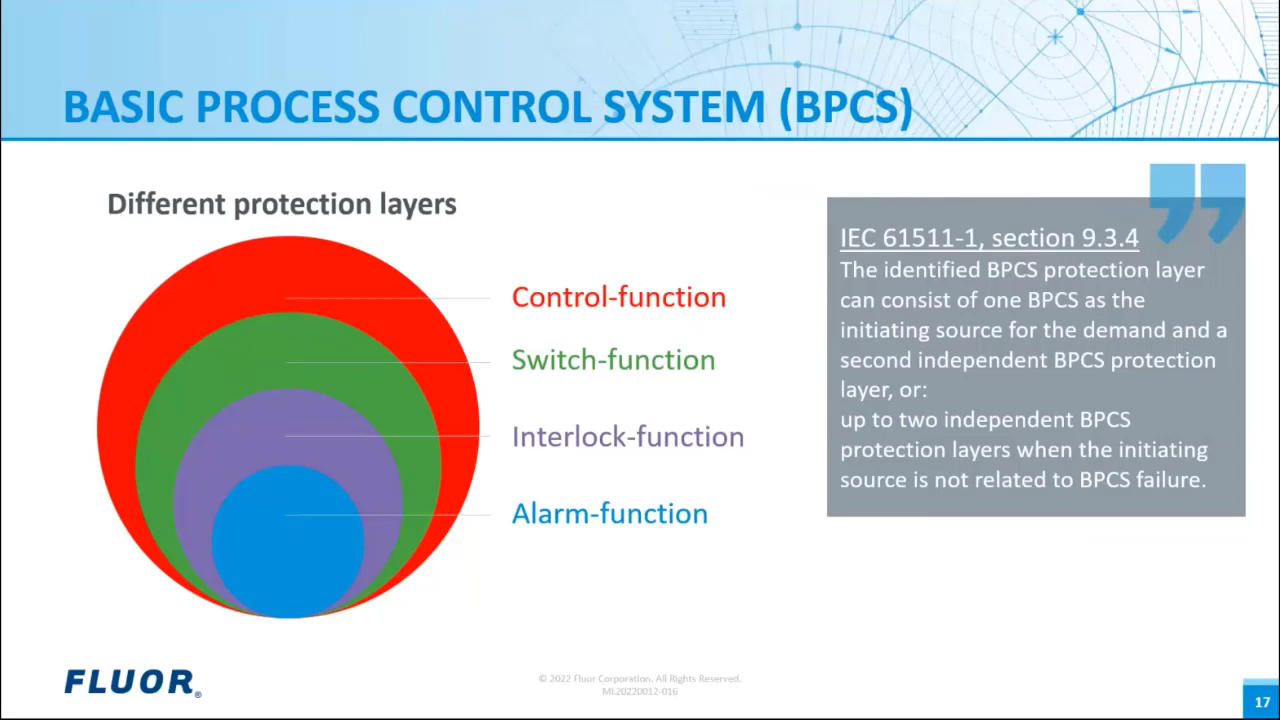 BASIC PROCESS CONTROL SYSTEM (BPCS)
Different protection layers
Control-function
Switch-function
Interlock-function
Alarm-function
IEC 61511-1, section 9.3.4
The identified BPCS protection layer
can consist of one BPCS as the
initiating source for the demand and a
second independent BPCS protection
layer, or:
up to two independent BPCS
protection layers when the initiating
source is not related to BPCS failure.
FLUOR®
© 2022 Fluor Corporation. All Rights Reserved.
MI.20220012-016
17